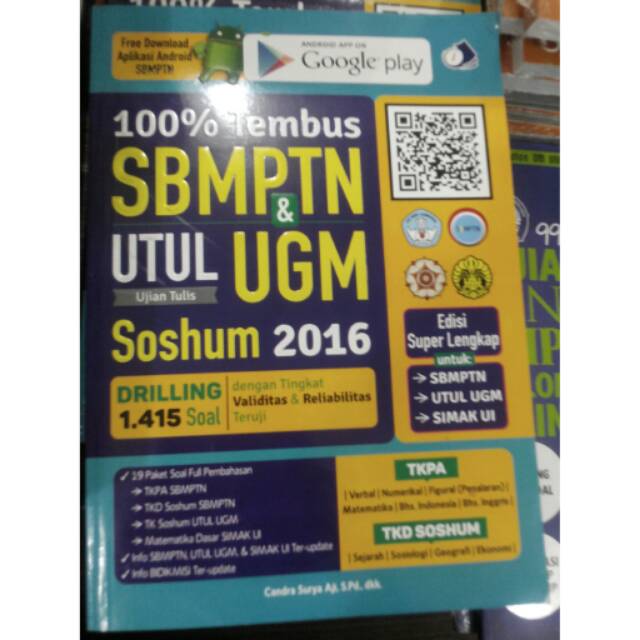 100% Tembus
Free Download
Aplikasi Android
SBMPTN
ANDROID APP ON
Google play
100% Tembus
SBMPTN
&
UTUL UGM
Ujian Tulis
Soshum 2016
DRILLING
1.415 Soal
dengan Tingkat
Validitas & Reliabilitas
Teruji
Edisi
Super Lengkap
untuk:
→ SBMPTN
→ UTUL UGM
→ SIMAK UI
✓ 19 Paket Soal Full Pembahasan
→ TKPA SBMPTN
→ TKD Soshum SBMPTN
→ TK Soshum UTUL UGM
→ Matematika Dasar SIMAK UI
✓ Info SBMPTN, UTUL UGM, & SIMAK UI Ter-update
✓ Info BIDIKMISI Ter-update
TKPA
| Verbal | Numerikal | Figural (Penalaran) |
Matematika | Bhs. Indonesia | Bhs. Inggris |
TKD SOSHUM
| Sejarah | Sosiologi | Geografi | Ekonomi |
Candra Surya Aji, S.Pd., dkk.